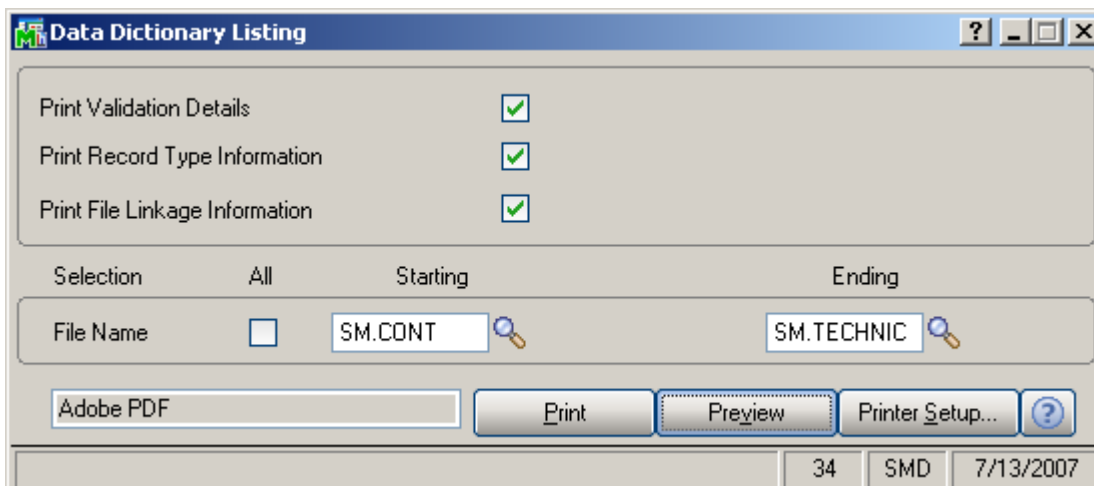 Data Dictionary Listing
Print Validation Details
Print Record Type Information
Print File Linkage Information
Selection All Starting Ending
File Name SM.CONT SM.TECHNIC
Adobe PDF Print Preview Printer Setup...
34 SMD 7/13/2007